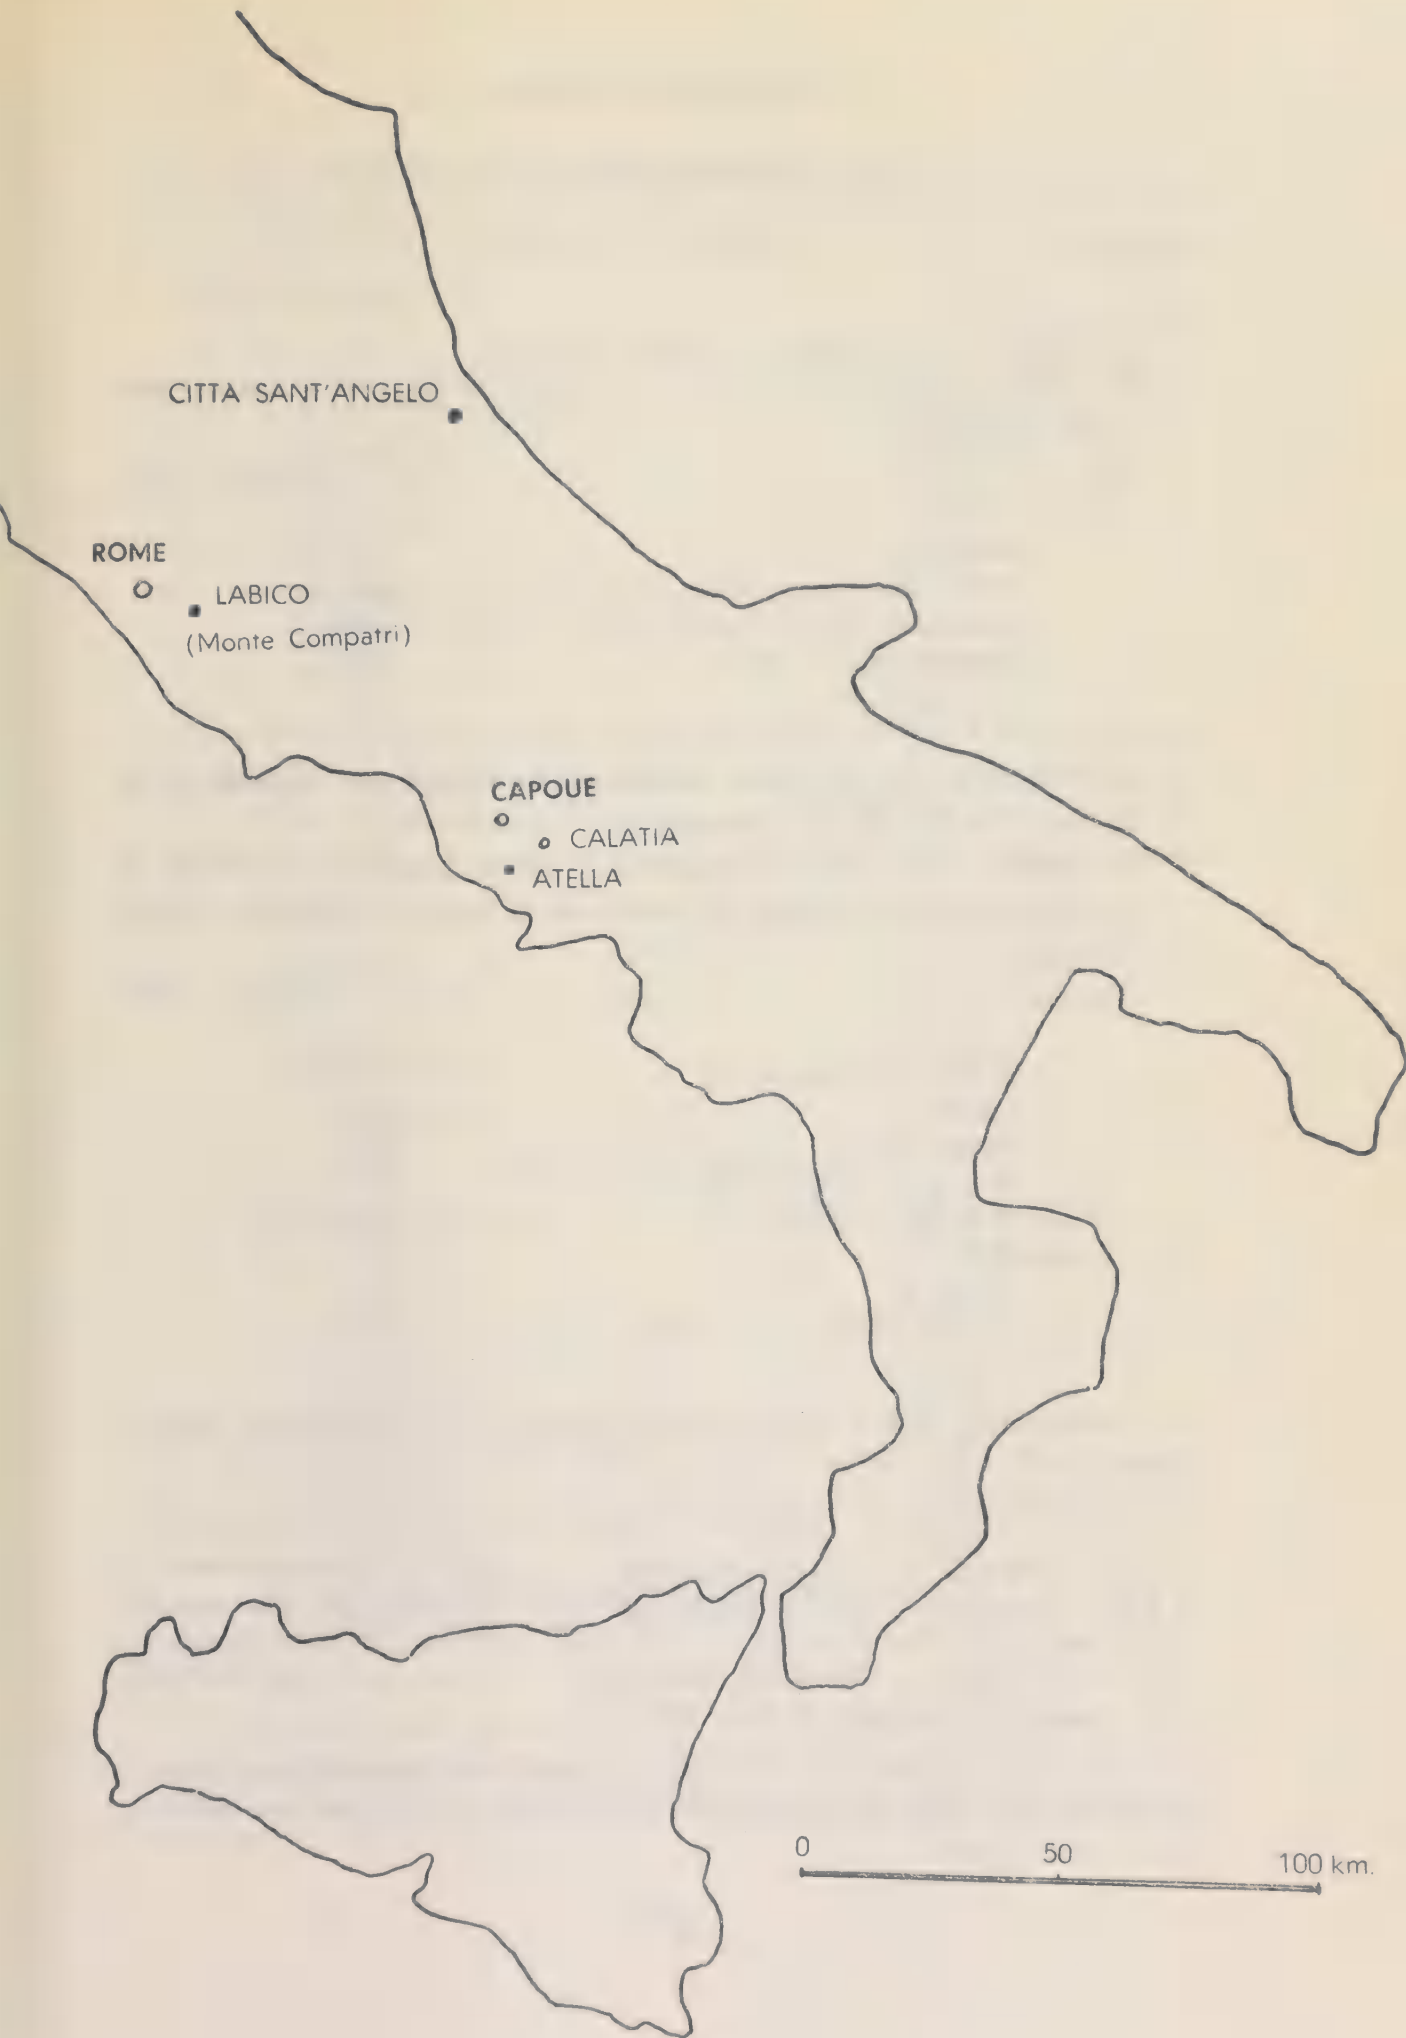 CITTA SANT'ANGELO
ROME
LABICO
(Monte Compatri)
CAPOUE
CALATIA
ATELLA
0 50 100 km.